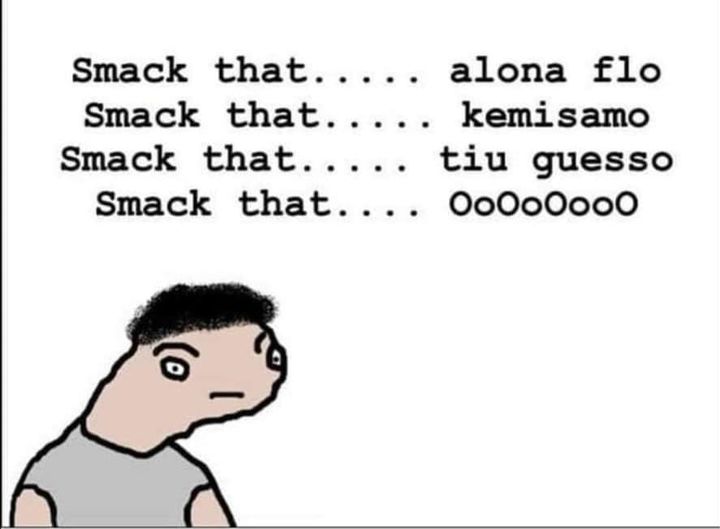 Smack that..... alona flo
Smack that..... kemisamo
Smack that..... tiu guesso
Smack that.... OoOoOooO